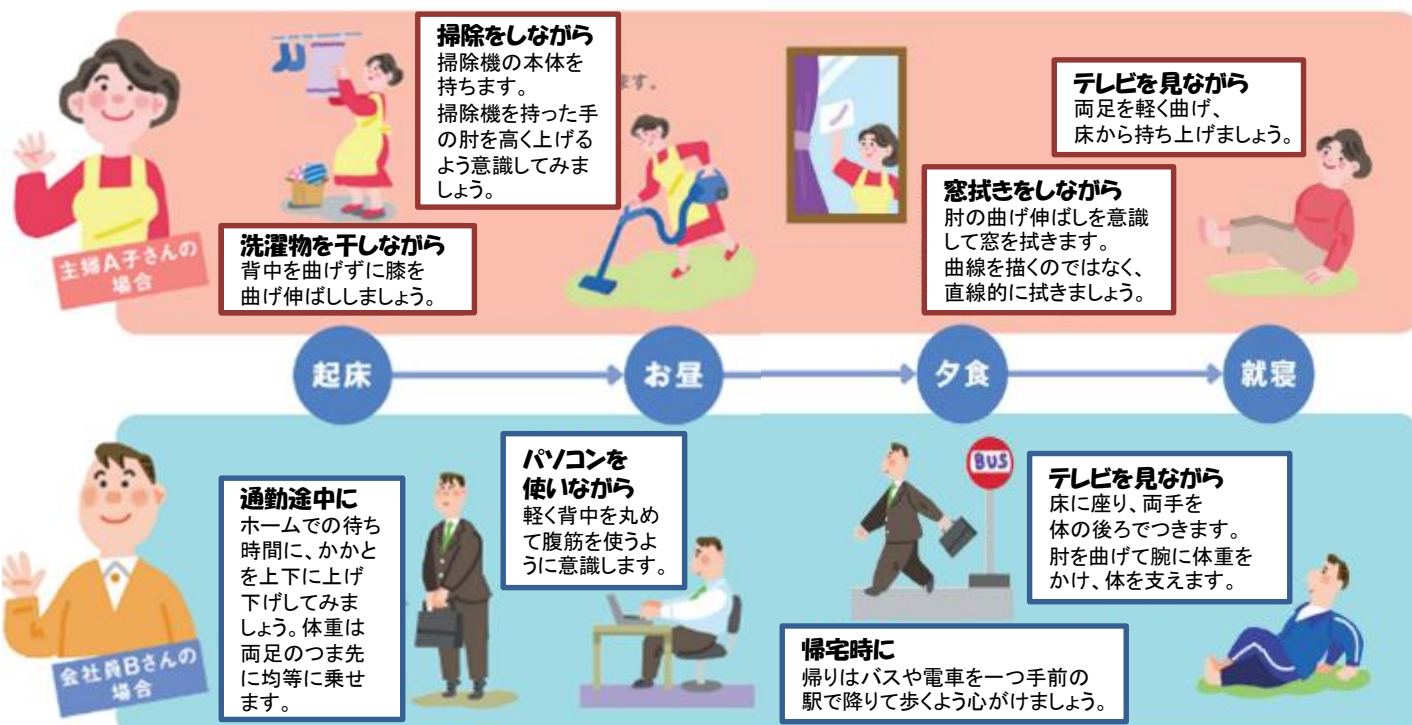 掃除をしながら
掃除機の本体を
持ちます。
掃除機を持った手
の肘を高く上げる
よう意識してみま
しょう。
ます。
テレビを見ながら
両足を軽く曲げ、
床から持ち上げましょう。
窓拭きをしながら
肘の曲げ伸ばしを意識
して窓を拭きます。
曲線を描くのではなく、
直線的に拭きましょう。
洗濯物を干しながら
背中を曲げずに膝を
曲げ伸ばししましょう。
主婦A子さんの
場合
起床
お昼
夕食
就寝
通勤途中に
ホームでの待ち
時間に、かかと
を上下に上げ
下げしてみま
しょう。体重は
両足のつま先
に均等に乗せ
ます。
パソコンを
使いながら
軽く背中を丸め
て腹筋を使うよ
うに意識します。
BUS
テレビを見ながら
床に座り、両手を
体の後ろでつきます。
肘を曲げて腕に体重を
かけ、体を支えます。
帰宅時に
帰りはバスや電車を一つ手前の
駅で降りて歩くよう心がけましょう。
会社員Bさんの
場合